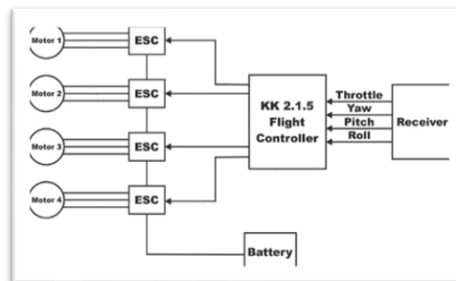 Motor 1
ESC
Motor 2
ESC
Motor 3
ESC
Motor 4
ESC
KK 2.1.5
Flight
Controller
Throttle
Yaw
Pitch
Roll
Receiver
Battery